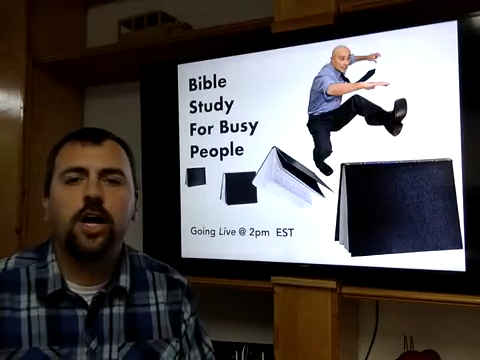 Bible
Study
For Busy
People
Going Live @ 2pm EST